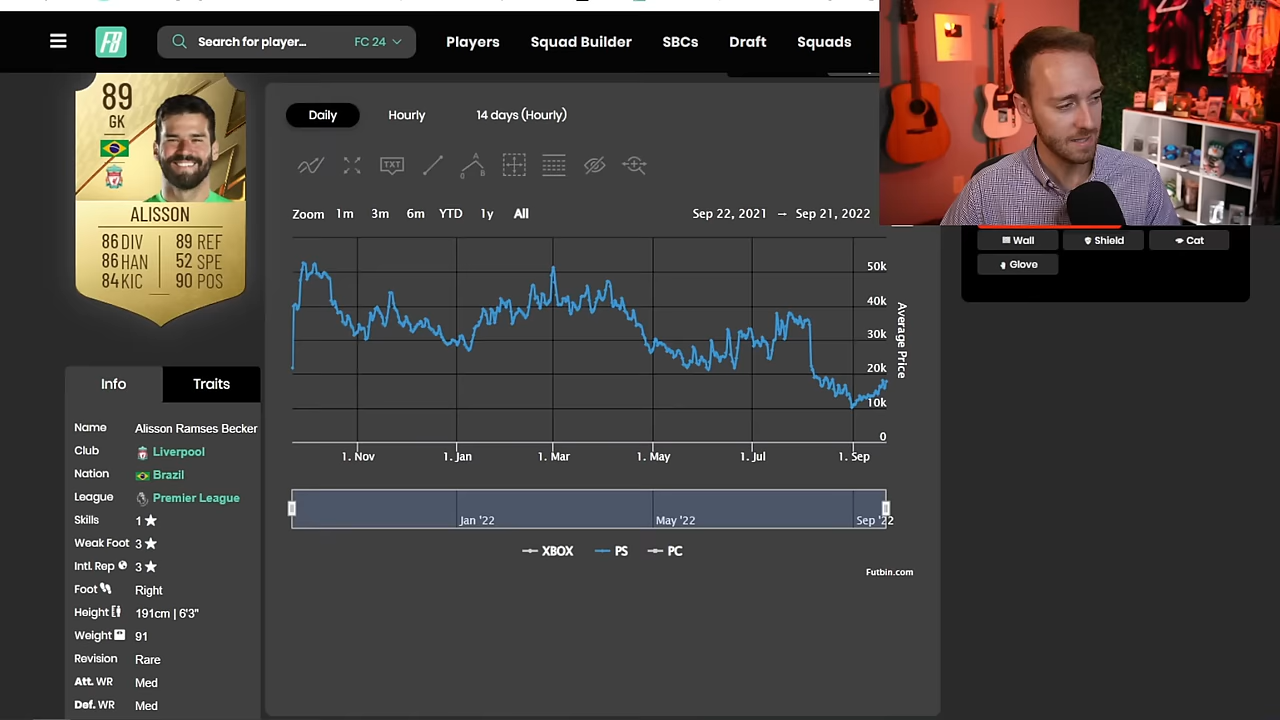 FB
Search for player...
FC 24
Players
Squad Builder
SBCs
Draft
Squads
89
GK
ALISSON
86 DIV 89 REF
86 HAN 52 SPE
84 KIC 90 POS
Daily
Hourly
14 days (Hourly)
TXT
Zoom 1m 3m 6m YTD 1y All
Sep 22, 2021 → Sep 21, 2022
50k
40k
30k
20k
10k
0
Average Price
1. Nov 1. Jan 1. Mar 1. May 1. Jul 1. Sep
Jan '22 May '22 Sep '22
XBOX PS PC
Futbin.com
Wall
Shield
Cat
Glove
Info
Traits
Name Alisson Ramses Becker
Club Liverpool
Nation Brazil
League Premier League
Skills 1
Weak Foot 3
Intl. Rep 3
Foot Right
Height 191cm | 6'3"
Weight 91
Revision Rare
Att. WR Med
Def. WR Med